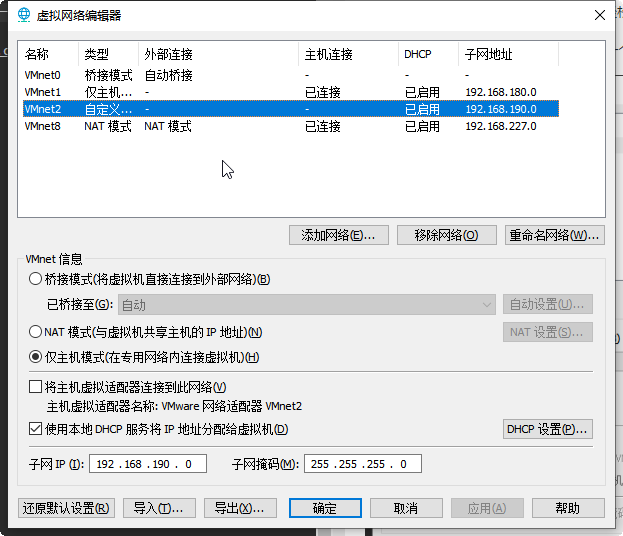 虚拟网络编辑器
名称 类型 外部连接 主机连接 DHCP 子网地址
VMnet0 桥接模式 自动桥接 - - -
VMnet1 仅主机... - 已连接 已启用 192.168.180.0
VMnet2 自定义... - - 已启用 192.168.190.0
VMnet8 NAT 模式 NAT 模式 已连接 已启用 192.168.227.0
添加网络(E)... 移除网络(O) 重命名网络(W)...
VMnet 信息
桥接模式(将虚拟机直接连接到外部网络)(B)
已桥接至(G): 自动 自动设置(U)...
NAT 模式(与虚拟机共享主机的 IP 地址)(N) NAT 设置(S)...
仅主机模式(在专用网络内连接虚拟机)(H)
将主机虚拟适配器连接到此网络(V)
主机虚拟适配器名称: VMware 网络适配器 VMnet2
使用本地 DHCP 服务将 IP 地址分配给虚拟机(D) DHCP 设置(P)...
子网 IP (I): 192 . 168 . 190 . 0 子网掩码(M): 255 . 255 . 255 . 0
还原默认设置(R) 导入(T)... 导出(X)... 确定 取消 应用(A) 帮助